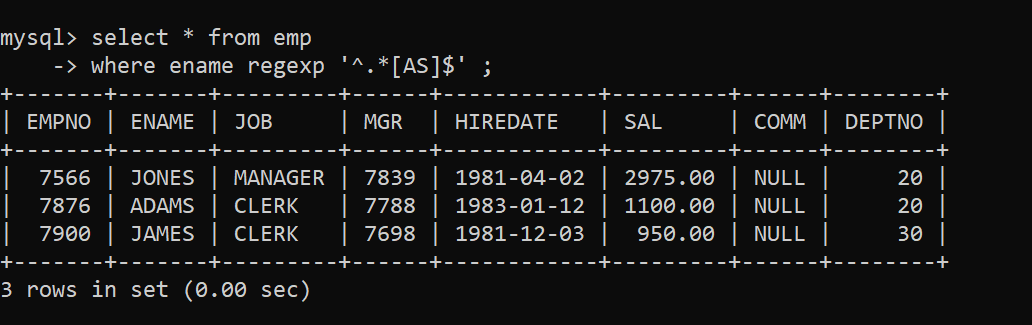 mysql> select * from emp
    -> where ename regexp '^.*[AS]$' ;
+-------+-------+---------+------+------------+---------+------+--------+
| EMPNO | ENAME | JOB     | MGR  | HIREDATE   | SAL     | COMM | DEPTNO |
+-------+-------+---------+------+------------+---------+------+--------+
|  7566 | JONES | MANAGER | 7839 | 1981-04-02 | 2975.00 | NULL |     20 |
|  7876 | ADAMS | CLERK   | 7788 | 1983-01-12 | 1100.00 | NULL |     20 |
|  7900 | JAMES | CLERK   | 7698 | 1981-12-03 |  950.00 | NULL |     30 |
+-------+-------+---------+------+------------+---------+------+--------+
3 rows in set (0.00 sec)